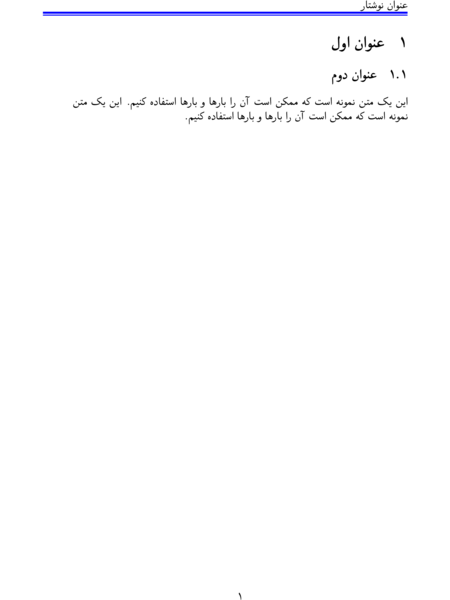 عنوان نوشتار
۱ عنوان اول
۱.۱ عنوان دوم
این یک متن نمونه است که ممکن است آن را بارها و بارها استفاده کنیم. این یک متن
نمونه است که ممکن است آن را بارها و بارها استفاده کنیم.
۱